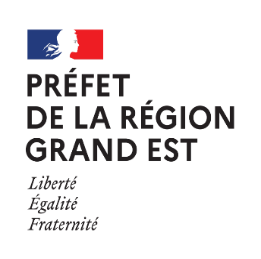 PRÉFET
DE LA RÉGION
GRAND EST
Liberté
Égalité
Fraternité